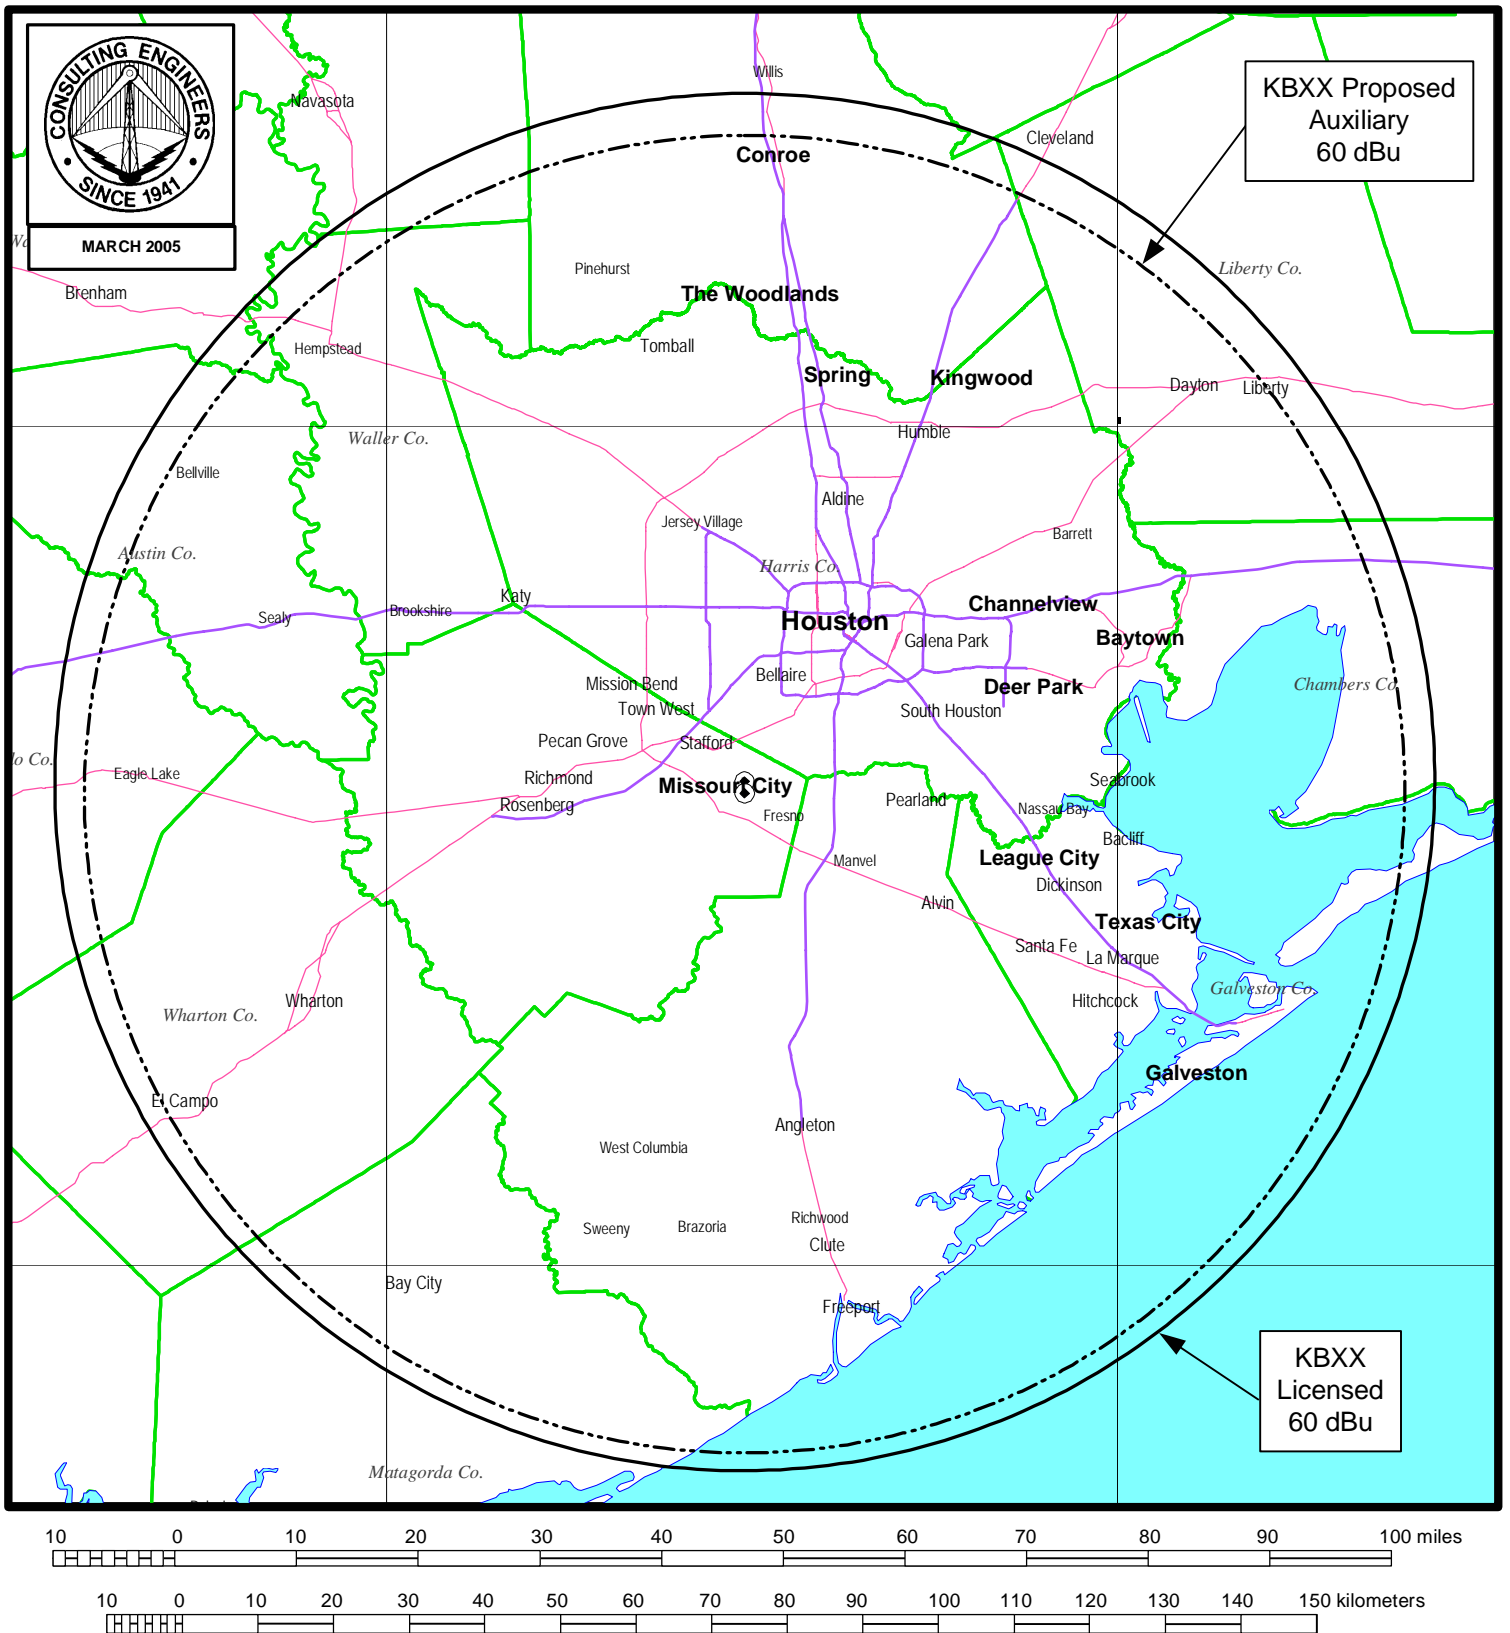 CONSULTING ENGINEERS
SINCE 1941
MARCH 2005
Willis
Navasota
KBXX Proposed
Auxiliary
60 dBu
Cleveland
Conroe
Pinehurst
Liberty Co.
Brenham
The Woodlands
Hempstead
Tomball
Spring
Kingwood
Dayton
Liberty
Humble
Waller Co.
Bellville
Aldine
Jersey Village
Barrett
Austin Co.
Harris Co.
Katy
Brookshire
Sealy
Channelview
Houston
Galena Park
Baytown
Bellaire
Mission Bend
Deer Park
Chambers Co.
Town West
South Houston
Pecan Grove
Stafford
lo Co.
Eagle Lake
Richmond
Missouri City
Seabrook
Rosenberg
Fresno
Pearland
Nassau Bay
Bacliff
Manvel
League City
Dickinson
Alvin
Texas City
Santa Fe
La Marque
Wharton
Wharton Co.
Hitchcock
Galveston Co.
Galveston
El Campo
Angleton
West Columbia
Sweeny
Brazoria
Richwood
Clute
Bay City
Freeport
KBXX
Licensed
60 dBu
Matagorda Co.
10 0 10 20 30 40 50 60 70 80 90 100 miles
10 0 10 20 30 40 50 60 70 80 90 100 110 120 130 140 150 kilometers